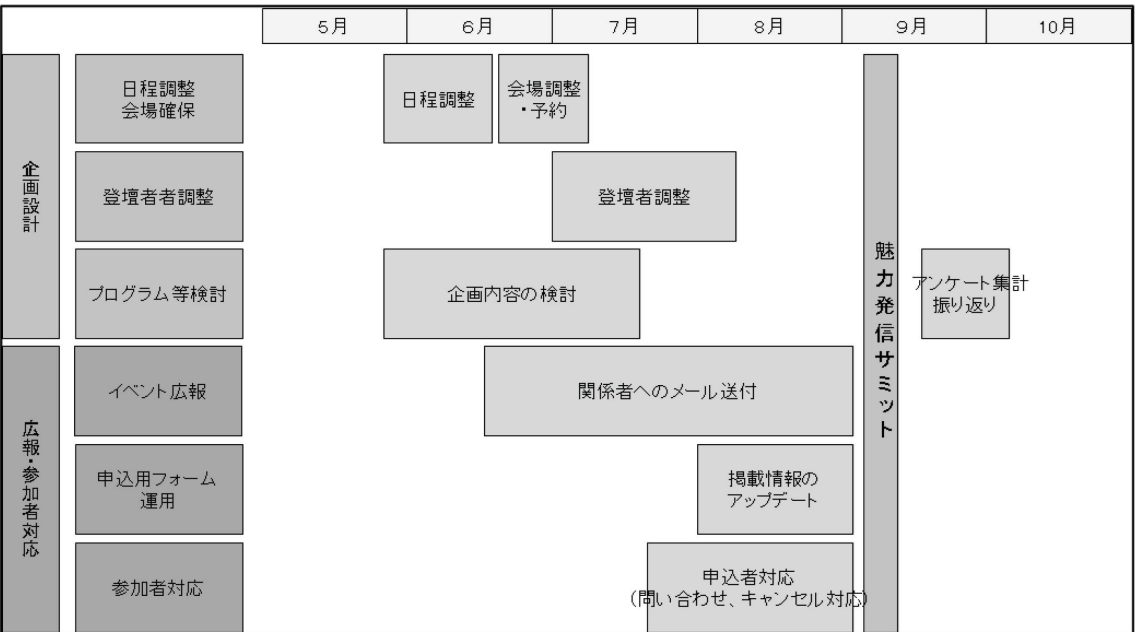 5月
6月
7月
8月
9月
10月
企画設計
日程調整
会場確保
日程調整
会場調整
・予約
登壇者者調整
登壇者調整
プログラム等検討
企画内容の検討
アンケート集計
振り返り
魅力発信サミット
広報・参加者対応
イベント広報
関係者へのメール送付
申込用フォーム
運用
掲載情報の
アップデート
参加者対応
申込者対応
(問い合わせ、キャンセル対応)